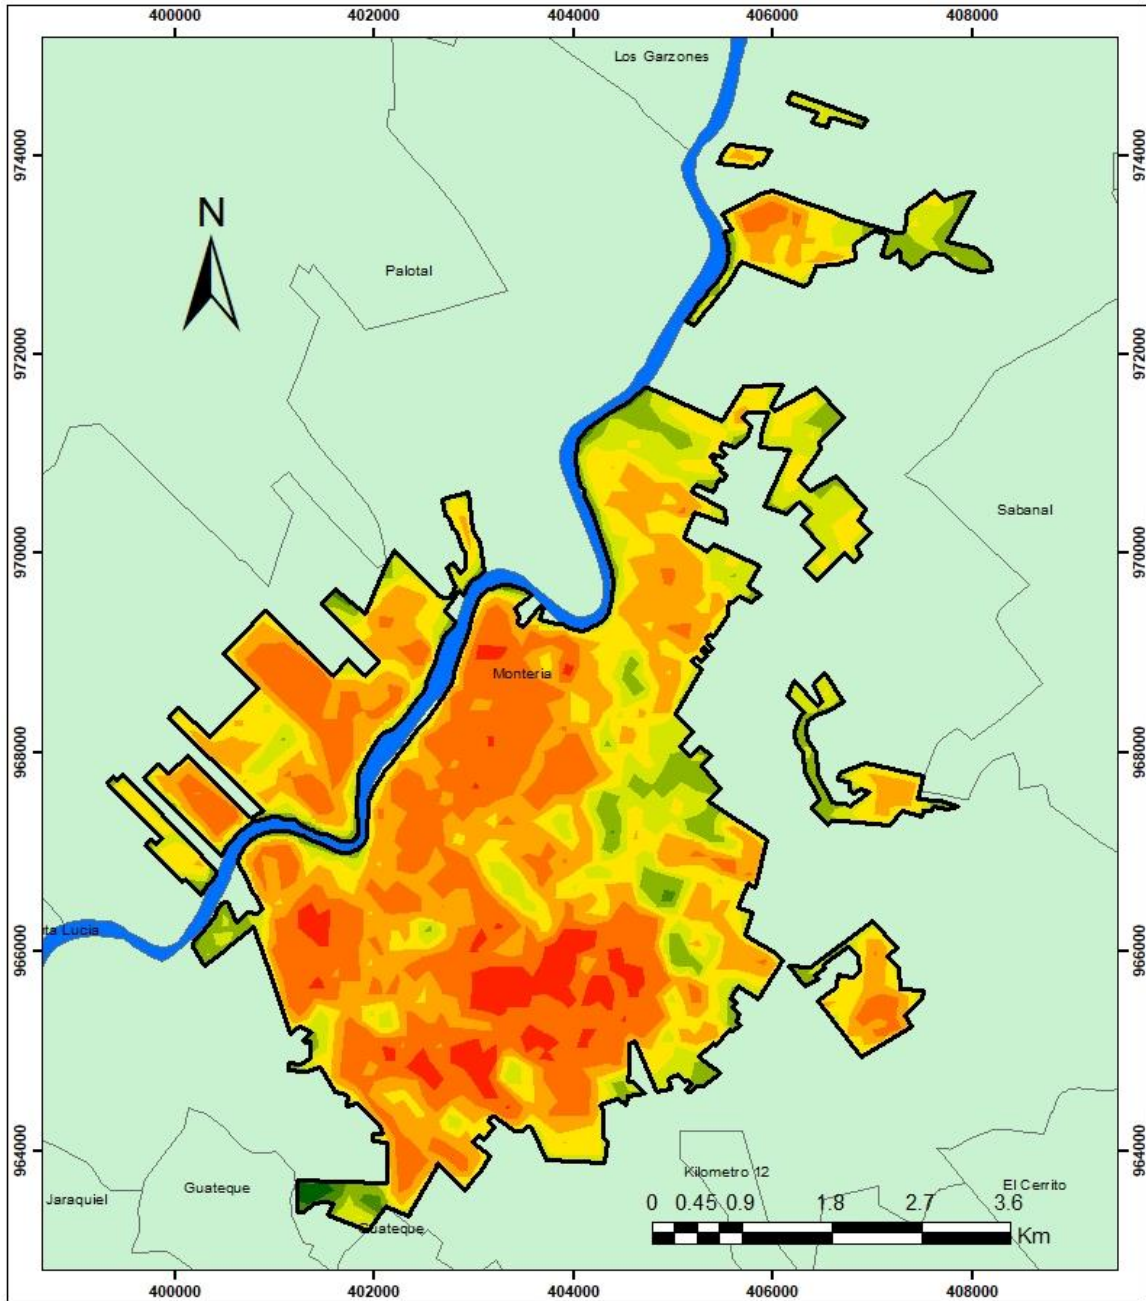 400000 402000 404000 406000 408000
Los Garzones
974000 974000
N
Palotal
972000 972000
Sabanal
970000 970000
Monteria
968000 968000
ta Lucia
966000 966000
964000 964000
Kilometro 12
Guateque
El Cerrito
Jaraquiel
0 0.45 0.9 1.8 2.7 3.6
Guateque
Km
400000 402000 404000 406000 408000